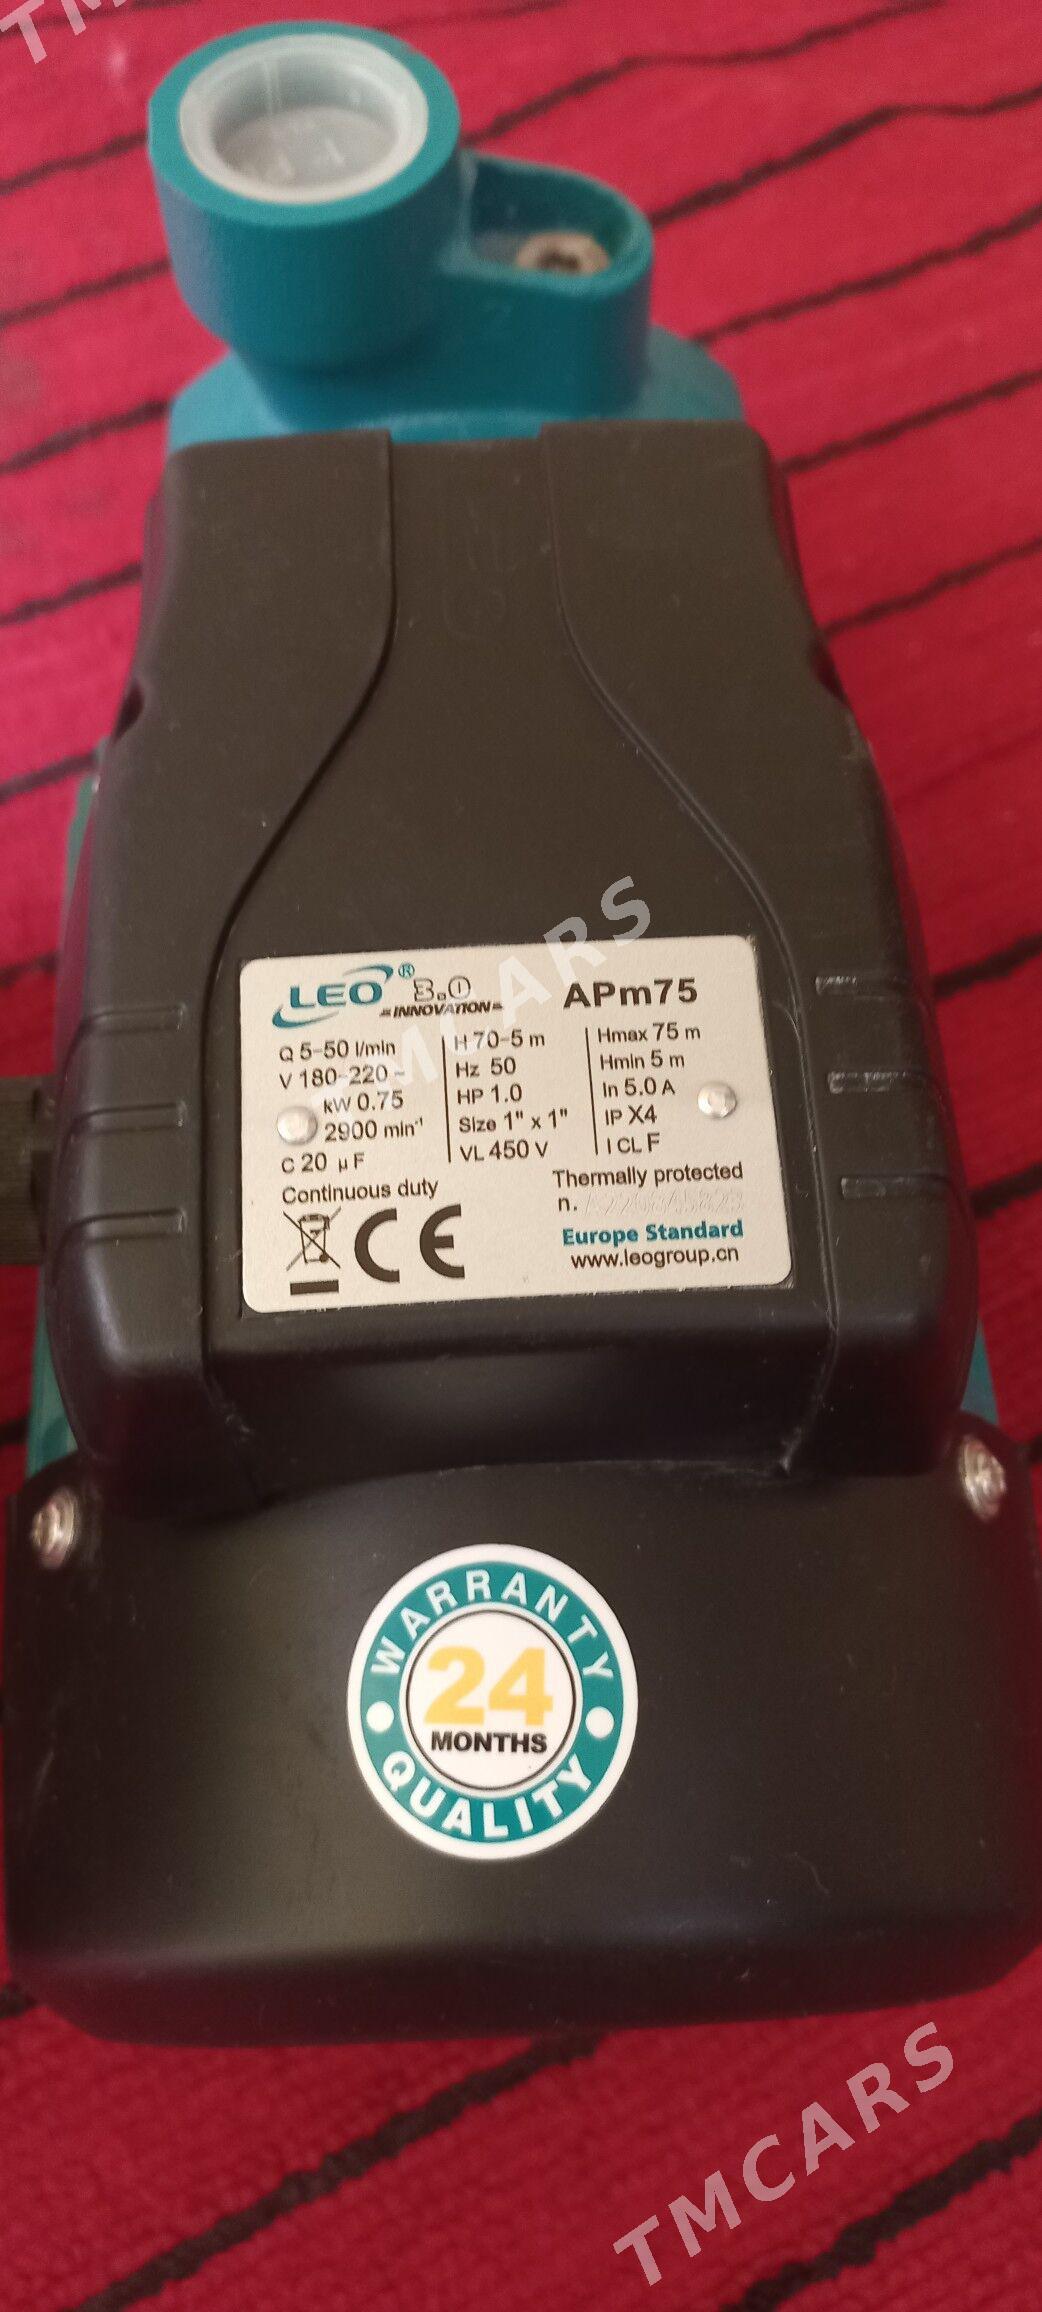 LEO ® 3.0 APm75
INNOVATION
Q 5-50 l/min H 70-5 m Hmax 75 m
V 180-220 ~ Hz 50 Hmin 5 m
kW 0.75 HP 1.0 In 5.0 A
2900 min⁻¹ Size 1" x 1" IP X4
C 20 µF VL 450 V I CL F
Continuous duty Thermally protected
n.
CE Europe Standard
www.leogroup.cn
WARRANTY
24
MONTHS
QUALITY
TMCARS
TMCARS